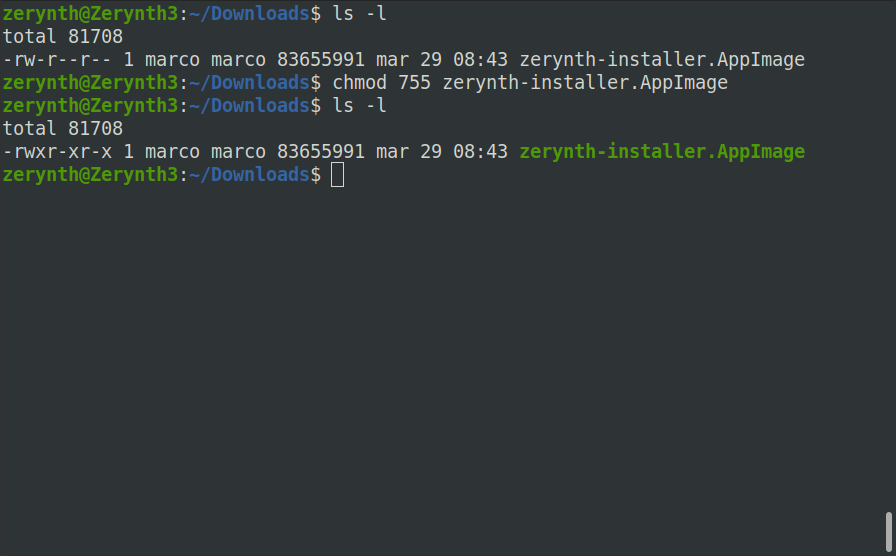 zerynth@Zerynth3:~/Downloads$ ls -l
total 81708
-rw-r--r-- 1 marco marco 83655991 mar 29 08:43 zerynth-installer.AppImage
zerynth@Zerynth3:~/Downloads$ chmod 755 zerynth-installer.AppImage
zerynth@Zerynth3:~/Downloads$ ls -l
total 81708
-rwxr-xr-x 1 marco marco 83655991 mar 29 08:43 zerynth-installer.AppImage
zerynth@Zerynth3:~/Downloads$